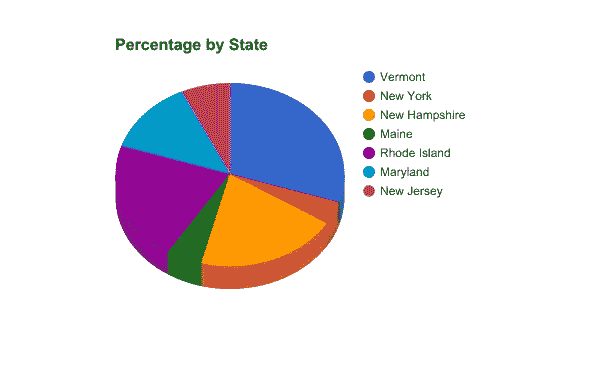 Percentage by State
Vermont
New York
New Hampshire
Maine
Rhode Island
Maryland
New Jersey